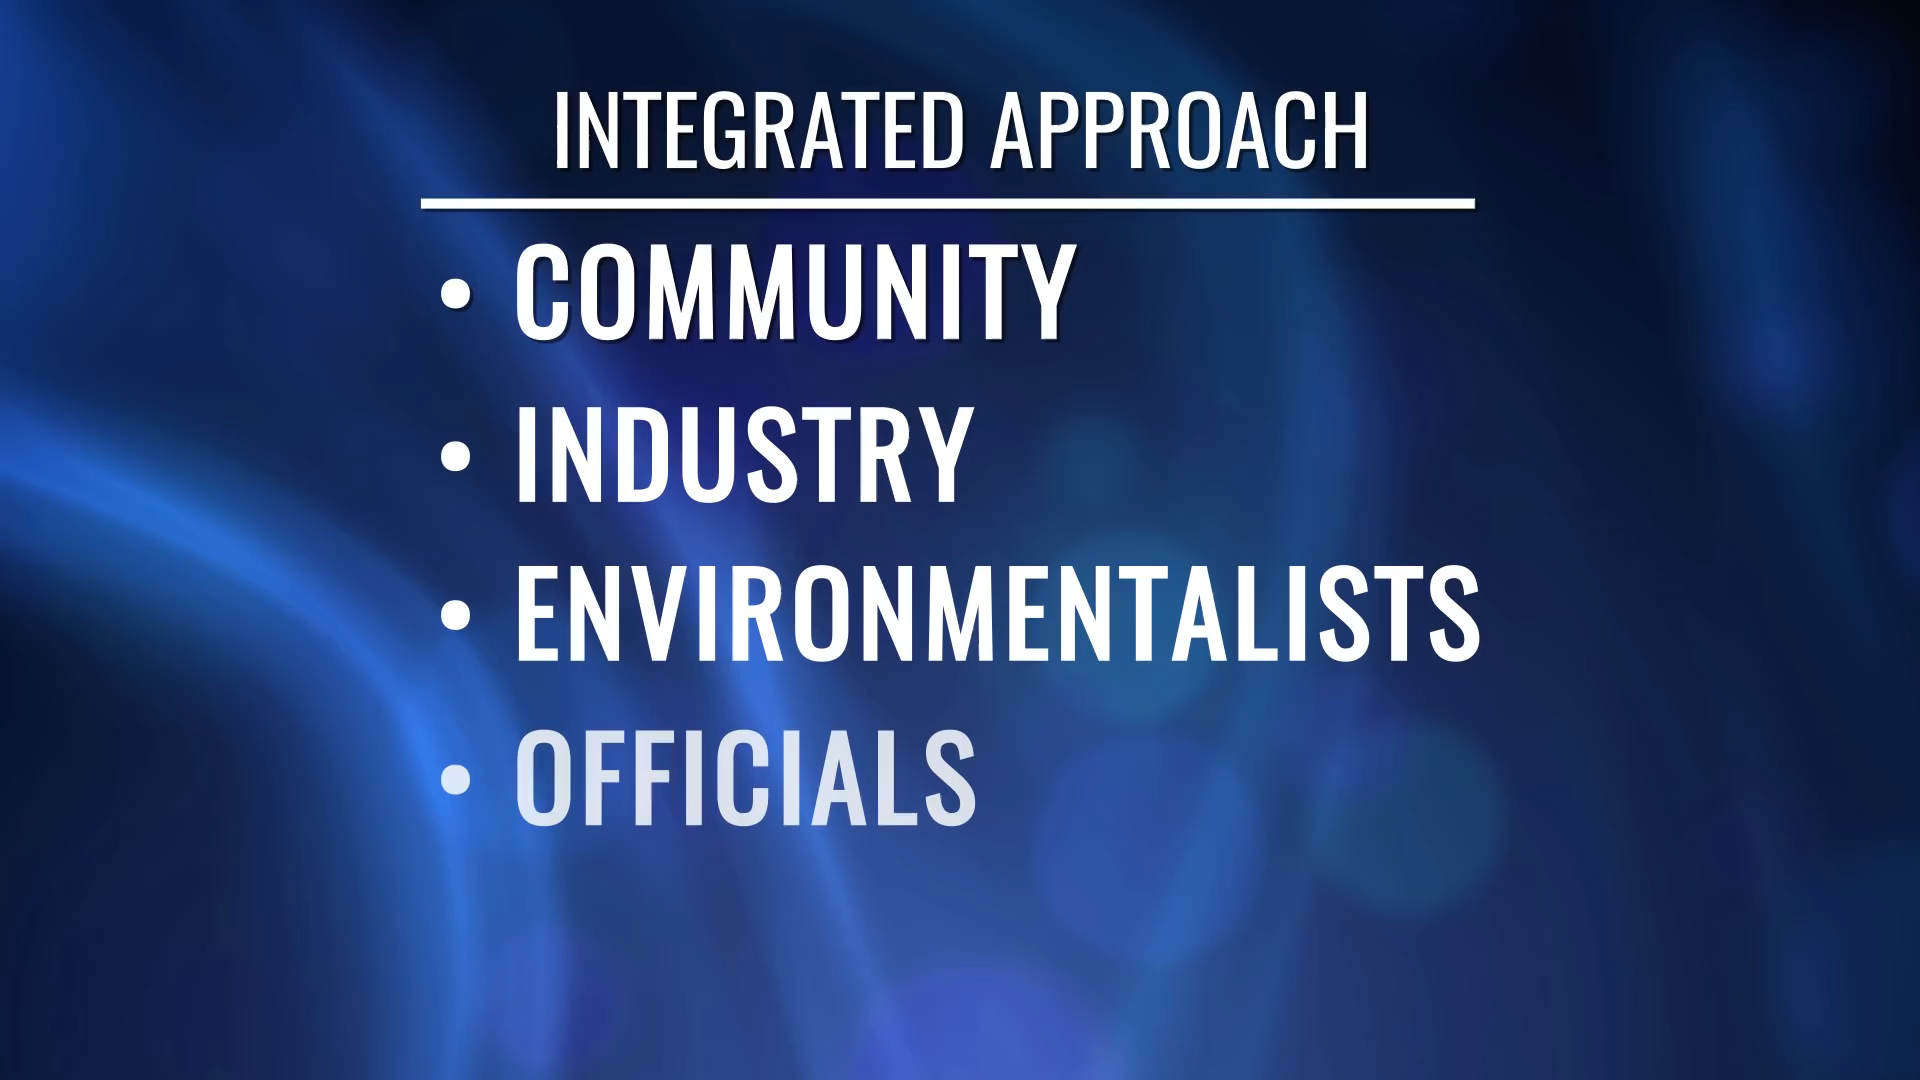 INTEGRATED APPROACH
• COMMUNITY
• INDUSTRY
• ENVIRONMENTALISTS
• OFFICIALS